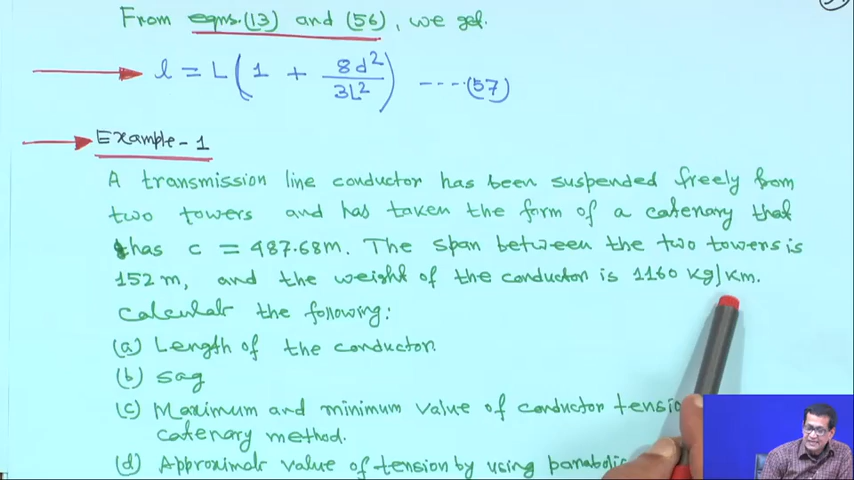 From eqns.(13) and (56), we get.
l = L(1 + 8d²/3L²) ----(57)
Example-1
A transmission line conductor has been suspended freely from
two towers and has taken the form of a catenary that
has c = 487.68m. The span between the two towers is
152 m, and the weight of the conductor is 1160 kg/km.
Calculate the following:
(a) Length of the conductor.
(b) Sag
(c) Maximum and minimum value of conductor tensio
catenary method.
(d) Approximate value of tension by using parabolic